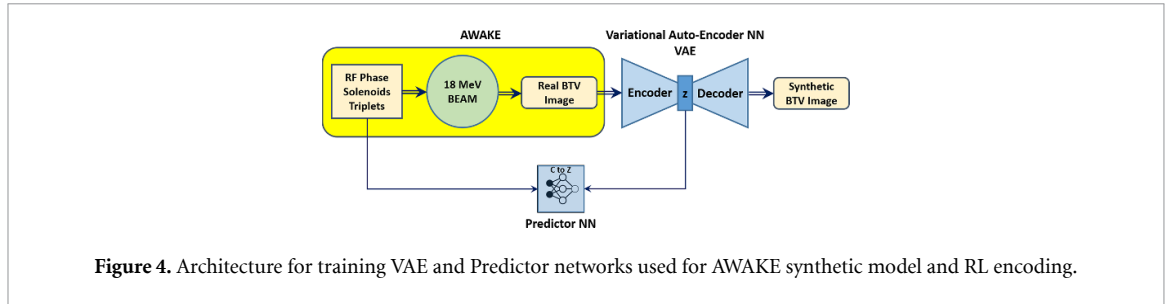 AWAKE
Variational Auto-Encoder NN
VAE
RF Phase
Solenoids
Triplets
18 MeV
BEAM
Real BTV
Image
Encoder
z
Decoder
Synthetic
BTV Image
C to Z
Predictor NN
Figure 4. Architecture for training VAE and Predictor networks used for AWAKE synthetic model and RL encoding.